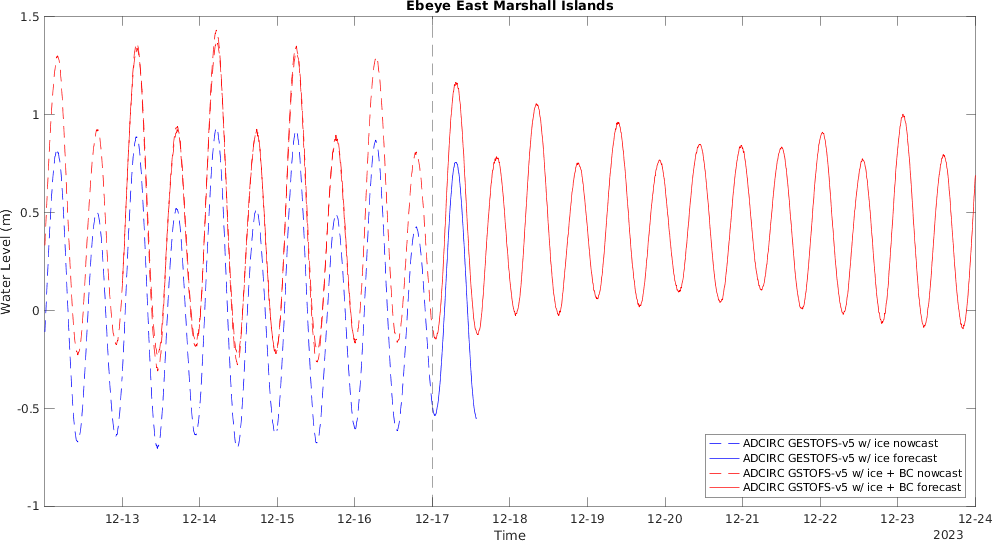 Ebeye East Marshall Islands
Water Level (m)
1.5
1
0.5
0
-0.5
-1
ADCIRC GESTOFS-v5 w/ ice nowcast
ADCIRC GESTOFS-v5 w/ ice forecast
ADCIRC GSTOFS-v5 w/ ice + BC nowcast
ADCIRC GSTOFS-v5 w/ ice + BC forecast
12-13 12-14 12-15 12-16 12-17 12-18 12-19 12-20 12-21 12-22 12-23 12-24
Time
2023